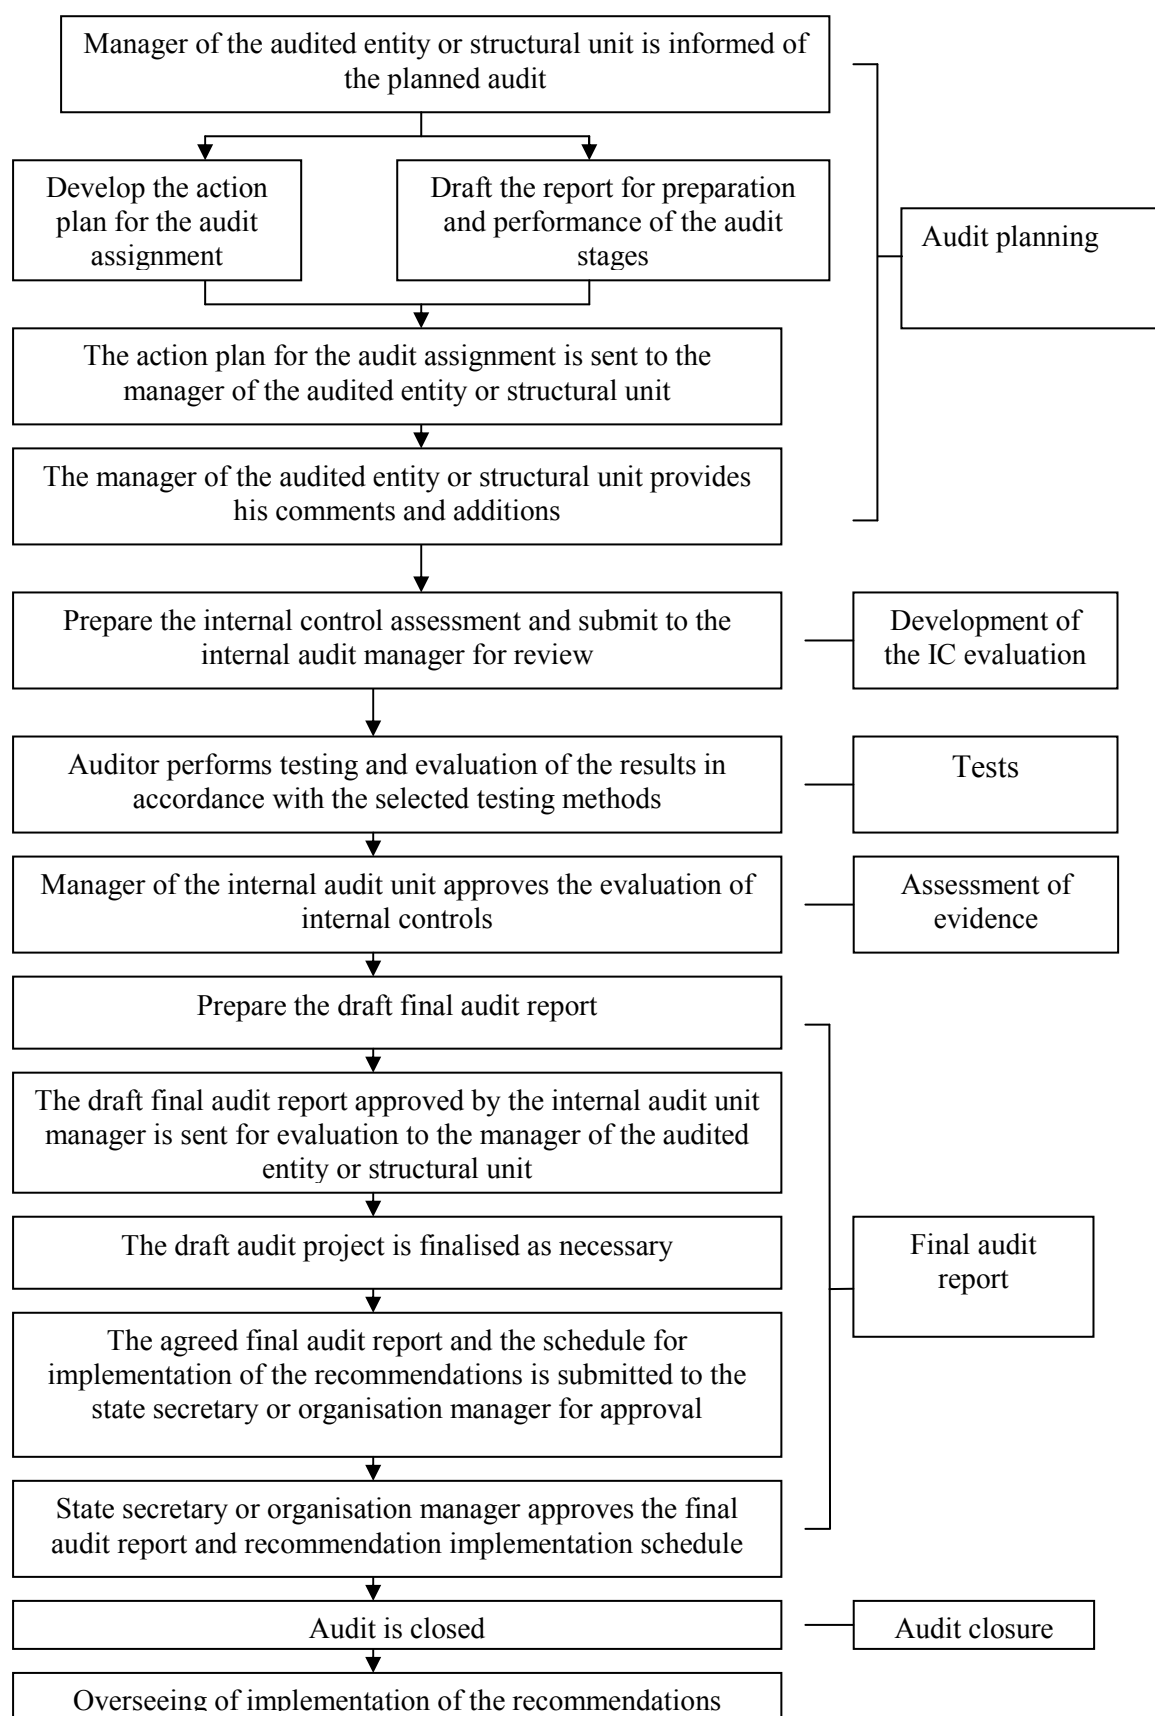 Manager of the audited entity or structural unit is informed of
the planned audit
Develop the action
plan for the audit
assignment
Draft the report for preparation
and performance of the audit
stages
Audit planning
The action plan for the audit assignment is sent to the
manager of the audited entity or structural unit
The manager of the audited entity or structural unit provides
his comments and additions
Prepare the internal control assessment and submit to the
internal audit manager for review
Development of
the IC evaluation
Auditor performs testing and evaluation of the results in
accordance with the selected testing methods
Tests
Manager of the internal audit unit approves the evaluation of
internal controls
Assessment of
evidence
Prepare the draft final audit report
The draft final audit report approved by the internal audit unit
manager is sent for evaluation to the manager of the audited
entity or structural unit
The draft audit project is finalised as necessary
Final audit
report
The agreed final audit report and the schedule for
implementation of the recommendations is submitted to the
state secretary or organisation manager for approval
State secretary or organisation manager approves the final
audit report and recommendation implementation schedule
Audit is closed
Audit closure
Overseeing of implementation of the recommendations